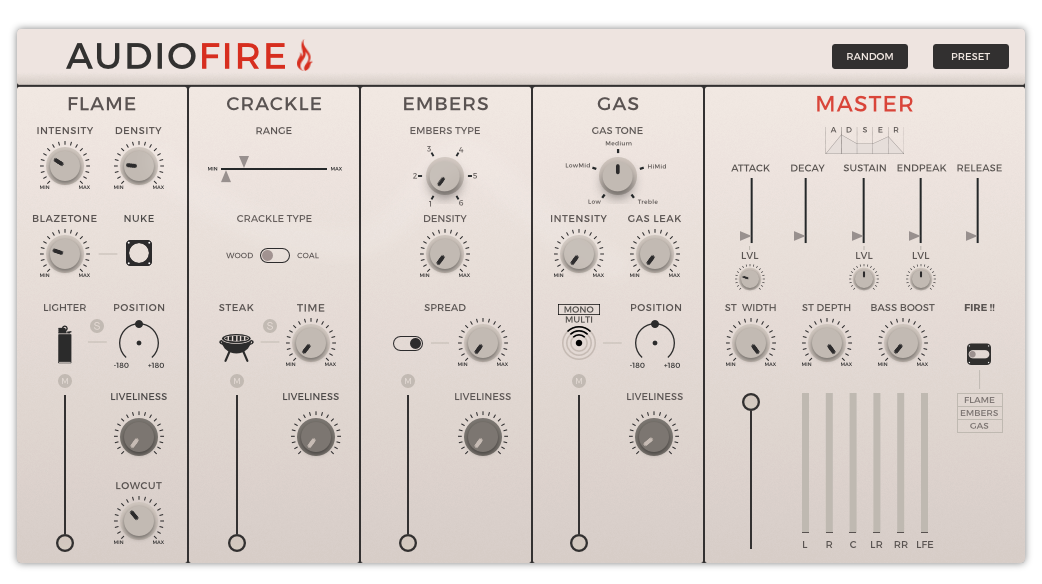 AUDIOFIRE
RANDOM PRESET
FLAME CRACKLE EMBERS GAS MASTER
INTENSITY DENSITY RANGE EMBERS TYPE GAS TONE A D S E R
MIN MAX MIN MAX
MIN MAX
1 2 3 4 5 6
Low LowMid Medium HiMid Treble
ATTACK DECAY SUSTAIN ENDPEAK RELEASE
BLAZETONE NUKE CRACKLE TYPE DENSITY INTENSITY GAS LEAK
WOOD COAL
LVL LVL LVL
MIN MAX MIN MAX MIN MAX MIN MAX
LIGHTER POSITION STEAK TIME SPREAD MONO POSITION ST WIDTH ST DEPTH BASS BOOST FIRE !!
MULTI
S S
-180 +180 MIN MAX MIN MAX -180 +180 MIN MAX MIN MAX MIN MAX
M M M M
LIVELINESS LIVELINESS LIVELINESS LIVELINESS
FLAME
EMBERS
GAS
LOWCUT
MIN MAX
L R C LR RR LFE